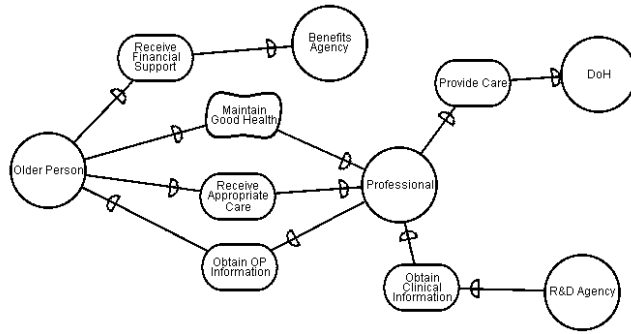 Receive
Financial
Support
Benefits
Agency
Provide Care
DoH
Maintain
Good Health
Older Person
Receive
Appropriate
Care
Professional
Obtain OP
Information
Obtain
Clinical
Information
R&D Agency